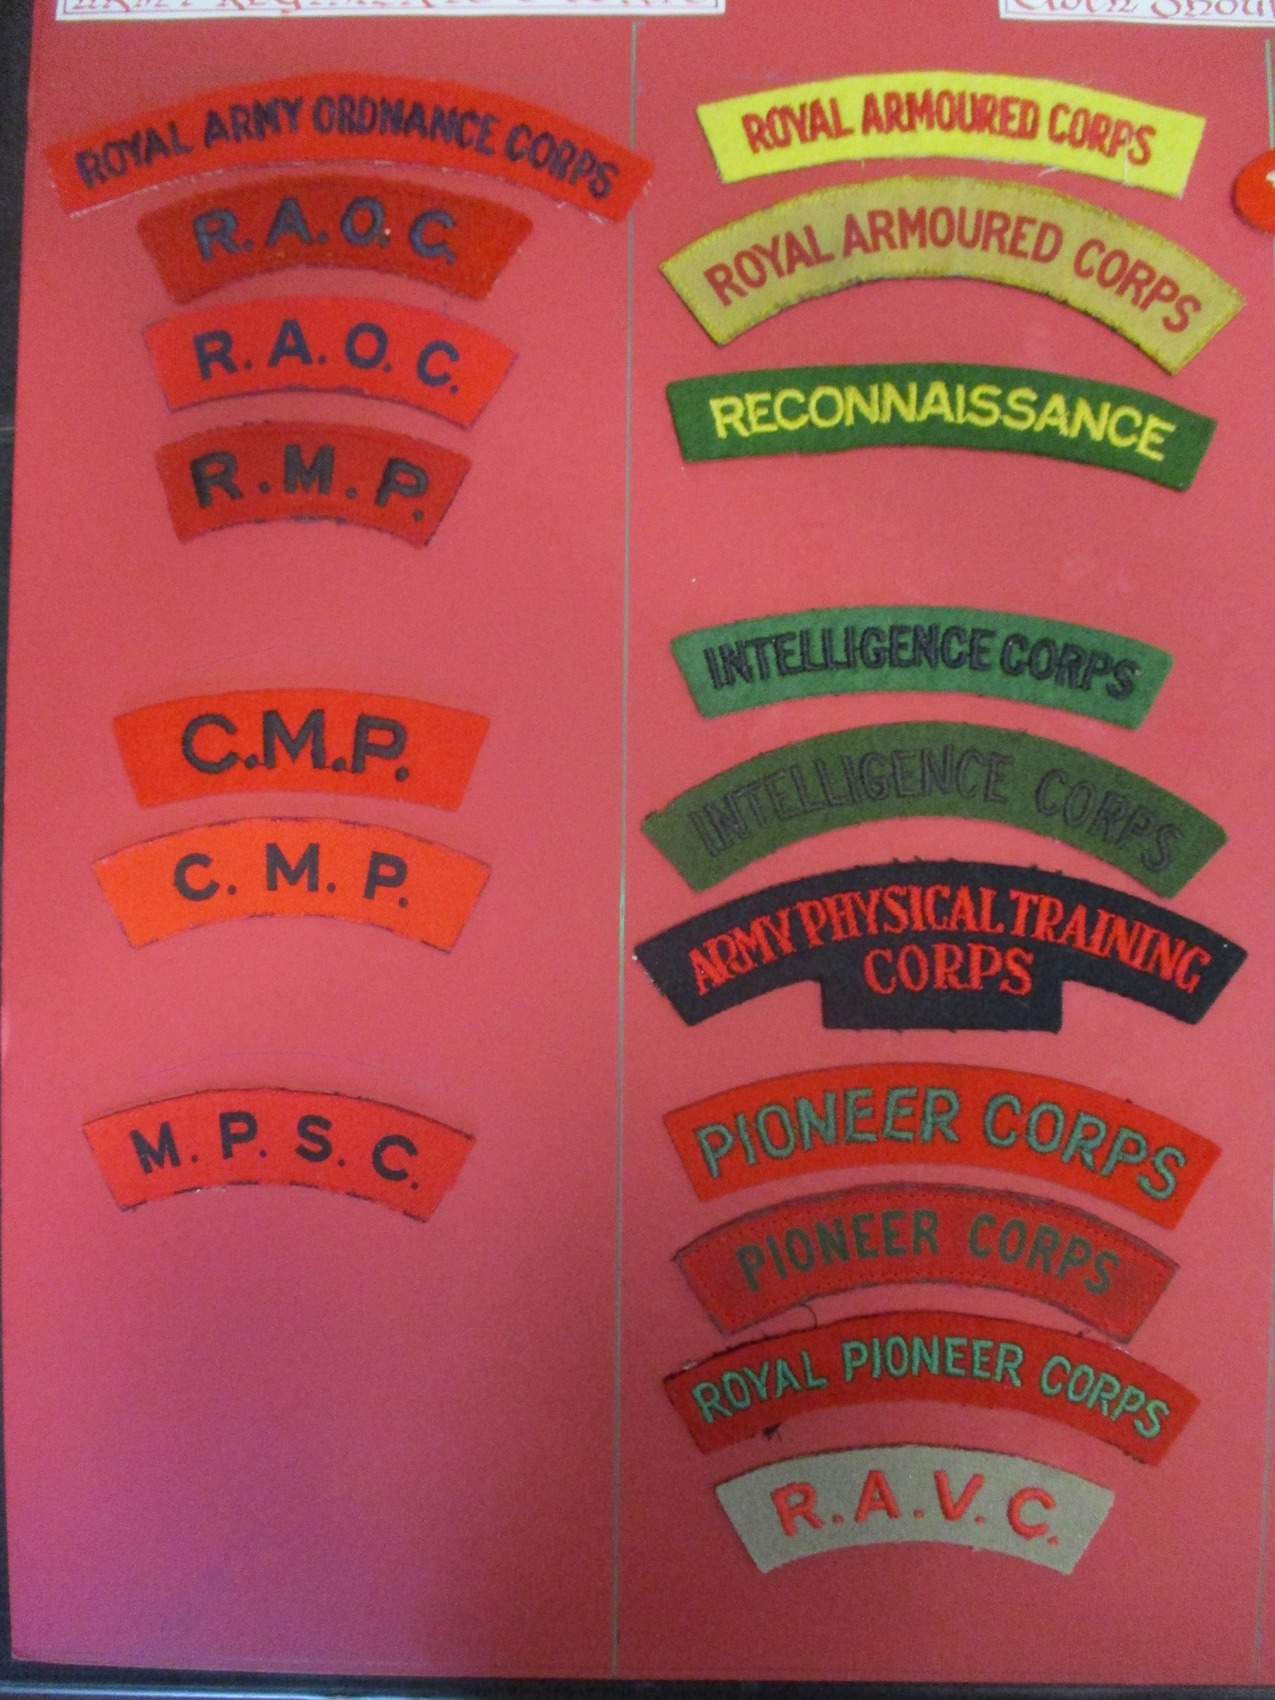 ROYAL ARMY ORDNANCE CORPS
R.A.O.C.
R.A.O.C.
R.M.P.
C.M.P.
C.M.P.
M.P.S.C.
ROYAL ARMOURED CORPS
ROYAL ARMOURED CORPS
RECONNAISSANCE
INTELLIGENCE CORPS
INTELLIGENCE CORPS
ARMY PHYSICAL TRAINING
CORPS
PIONEER CORPS
PIONEER CORPS
ROYAL PIONEER CORPS
R.A.V.C.